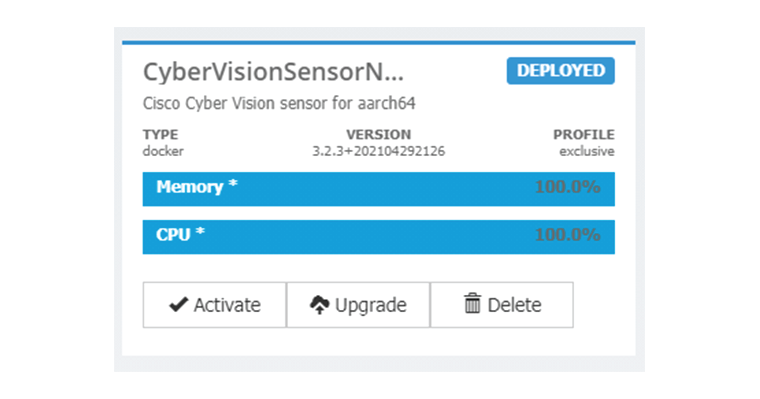 CyberVisionSensorN... DEPLOYED
Cisco Cyber Vision sensor for aarch64
TYPE VERSION PROFILE
docker 3.2.3+202104292126 exclusive
Memory * 100.0%
CPU * 100.0%
Activate Upgrade Delete